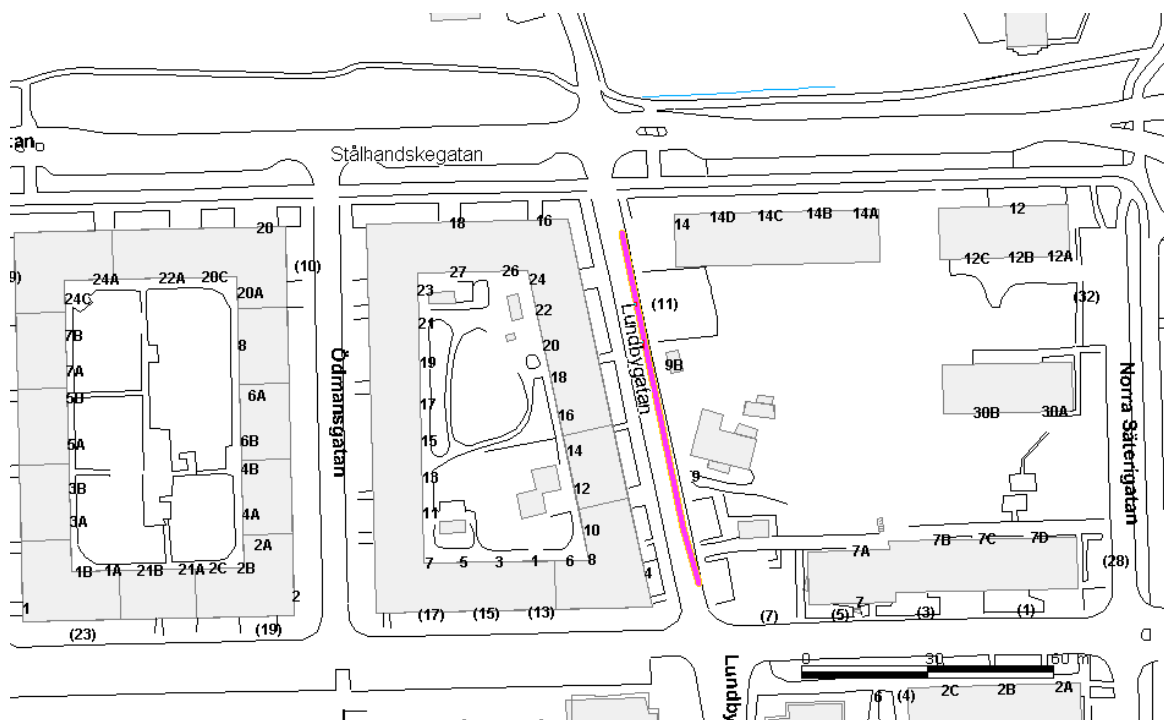 tan
Stålhandskegatan
12
16
18
14
14D
14C
14B
14A
20
12C
12B
12A
(10)
9)
24A
22A
20C
27
26
24
23
20A
24C
(32)
(11)
22
Lundbygatan
21
7B
8
20
19
9B
Ödmansgatan
Norra Säterigatan
7A
18
5B
6A
17
30B
30A
16
5A
6B
15
14
4B
13
9
3B
12
11
4A
3A
10
2A
7A
7B
7C
7D
1B
1A
21B
21A
2C
2B
7
5
3
1
6
8
4
(28)
1
2
7
(17)
(15)
(13)
(7)
(5)
(3)
(1)
(23)
(19)
0
30
60 m
Lundby
6
(4)
2C
2B
2A